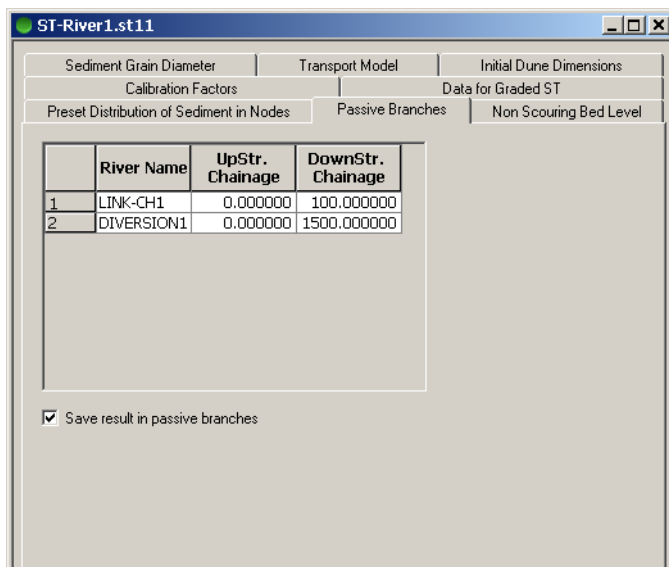 ST-River1.st11
Sediment Grain Diameter Transport Model Initial Dune Dimensions
Calibration Factors Data for Graded ST
Preset Distribution of Sediment in Nodes Passive Branches Non Scouring Bed Level
River Name UpStr. Chainage DownStr. Chainage
1 LINK-CH1 0.000000 100.000000
2 DIVERSION1 0.000000 1500.000000
Save result in passive branches